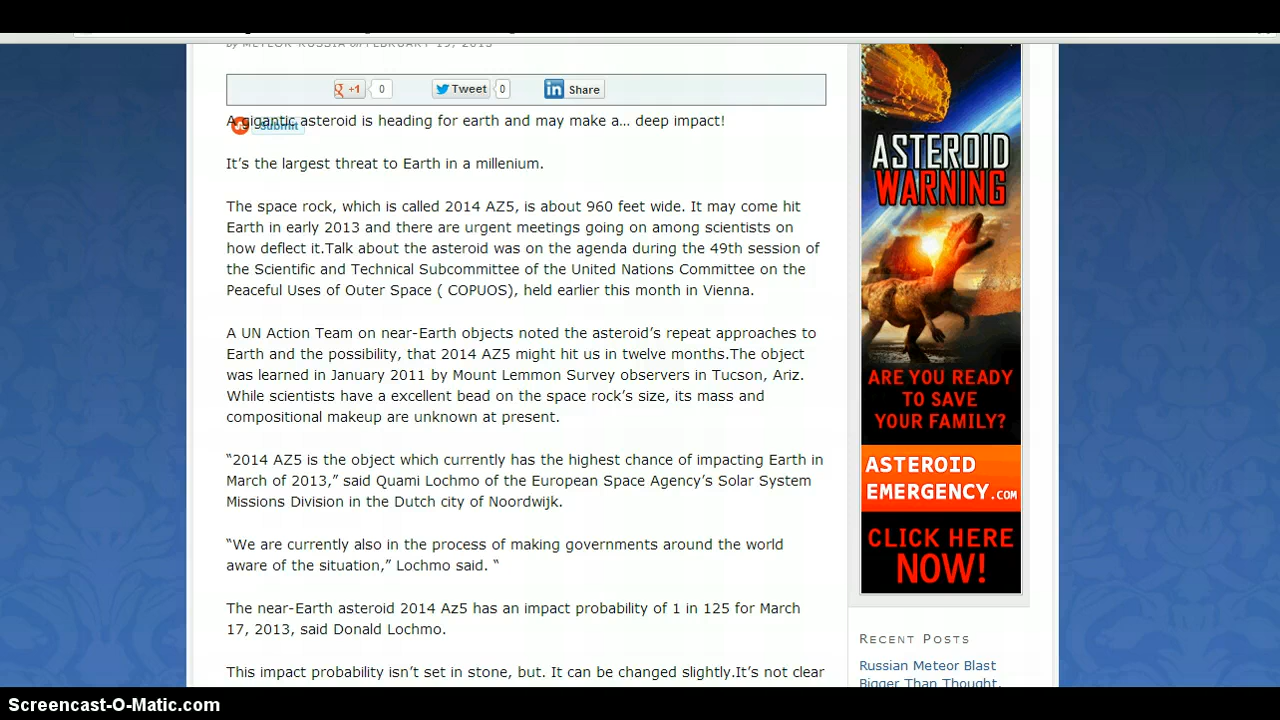 by METEOR RUSSIA on FEBRUARY 15, 2013
+1 0 Tweet 0 in Share
Submit
A gigantic asteroid is heading for earth and may make a... deep impact!
It’s the largest threat to Earth in a millenium.
The space rock, which is called 2014 AZ5, is about 960 feet wide. It may come hit
Earth in early 2013 and there are urgent meetings going on among scientists on
how deflect it.Talk about the asteroid was on the agenda during the 49th session of
the Scientific and Technical Subcommittee of the United Nations Committee on the
Peaceful Uses of Outer Space ( COPUOS), held earlier this month in Vienna.
A UN Action Team on near-Earth objects noted the asteroid’s repeat approaches to
Earth and the possibility, that 2014 AZ5 might hit us in twelve months.The object
was learned in January 2011 by Mount Lemmon Survey observers in Tucson, Ariz.
While scientists have a excellent bead on the space rock’s size, its mass and
compositional makeup are unknown at present.
“2014 AZ5 is the object which currently has the highest chance of impacting Earth in
March of 2013,” said Quami Lochmo of the European Space Agency’s Solar System
Missions Division in the Dutch city of Noordwijk.
“We are currently also in the process of making governments around the world
aware of the situation,” Lochmo said. “
The near-Earth asteroid 2014 Az5 has an impact probability of 1 in 125 for March
17, 2013, said Donald Lochmo.
This impact probability isn’t set in stone, but. It can be changed slightly.It’s not clear
ASTEROID
WARNING
ARE YOU READY
TO SAVE
YOUR FAMILY?
ASTEROID
EMERGENCY.COM
CLICK HERE
NOW!
RECENT POSTS
Russian Meteor Blast
Bigger Than Thought,
Screencast-O-Matic.com